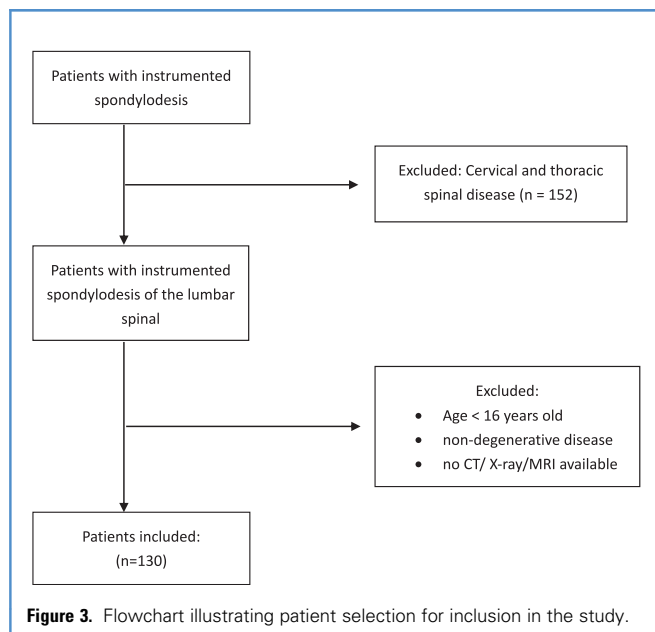 Patients with instrumented
spondylodesis
Excluded: Cervical and thoracic
spinal disease (n = 152)
Patients with instrumented
spondylodesis of the lumbar
spinal
Excluded:
• Age < 16 years old
• non-degenerative disease
• no CT/ X-ray/MRI available
Patients included:
(n=130)
Figure 3. Flowchart illustrating patient selection for inclusion in the study.